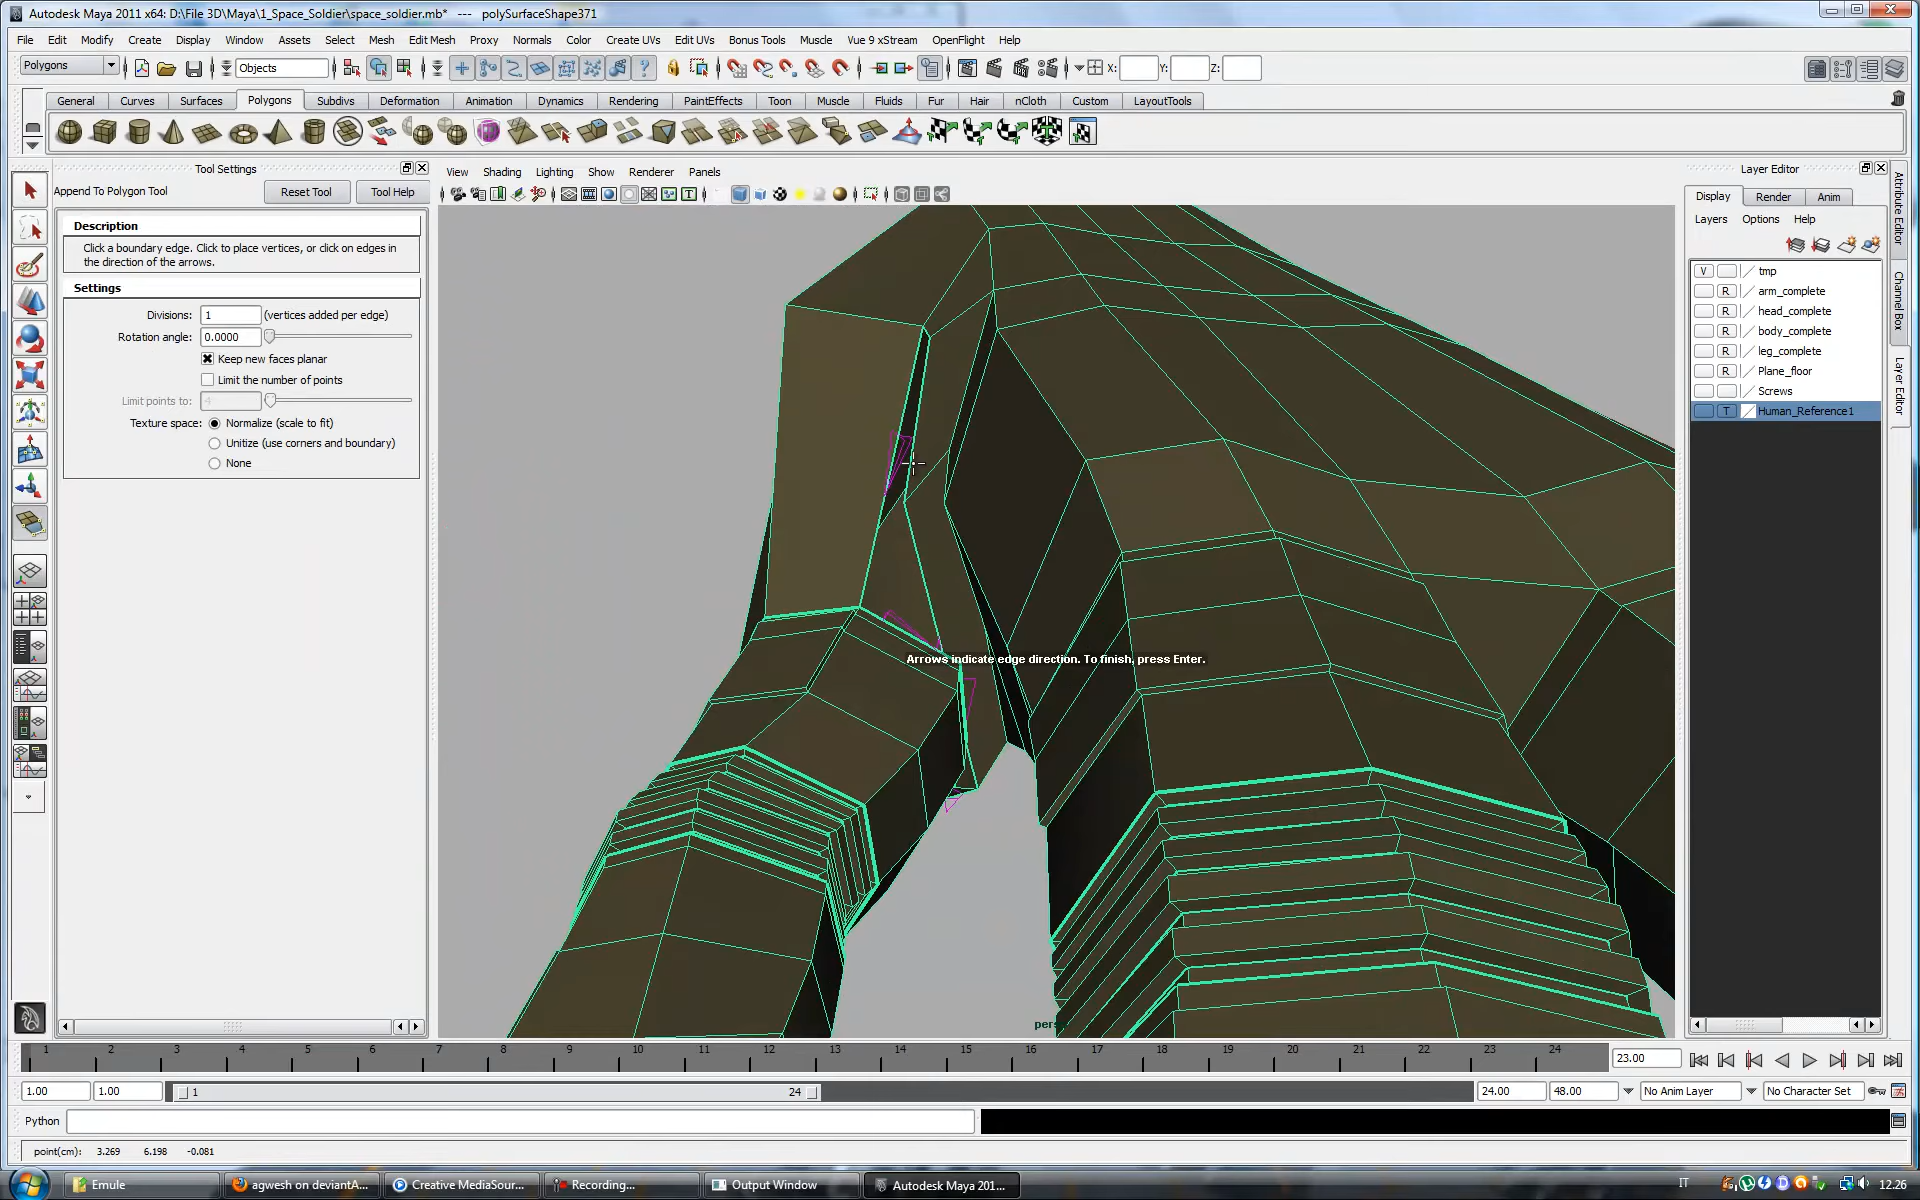 Autodesk Maya 2011 x64: D:\File 3D\Maya\1_Space_Soldier\space_soldier.mb* --- polySurfaceShape371
File Edit Modify Create Display Window Assets Select Mesh Edit Mesh Proxy Normals Color Create UVs Edit UVs Bonus Tools Muscle Vue 9 xStream OpenFlight Help
Polygons Objects X: Y: Z:
General Curves Surfaces Polygons Subdivs Deformation Animation Dynamics Rendering PaintEffects Toon Muscle Fluids Fur Hair nCloth Custom LayoutTools
Tool Settings
Append To Polygon Tool Reset Tool Tool Help
Description
Click a boundary edge. Click to place vertices, or click on edges in
the direction of the arrows.
Settings
Divisions: 1 (vertices added per edge)
Rotation angle: 0.0000
Keep new faces planar
Limit the number of points
Limit points to: 4
Texture space: Normalize (scale to fit)
Unitize (use corners and boundary)
None
View Shading Lighting Show Renderer Panels
Arrows indicate edge direction. To finish, press Enter.
Layer Editor
Display Render Anim
Layers Options Help
V tmp
R arm_complete
R head_complete
R body_complete
R leg_complete
R Plane_floor
Screws
T Human_Reference1
Attribute Editor
Channel Box
Layer Editor
1 2 3 4 5 6 7 8 9 10 11 12 13 14 15 16 17 18 19 20 21 22 23 24 23.00
1.00 1.00 1 24 24.00 48.00 No Anim Layer No Character Set
Python
point(cm): 3.269 6.198 -0.081
Emule agwesh on deviantA... Creative MediaSour... Recording... Output Window Autodesk Maya 201... IT 12.26